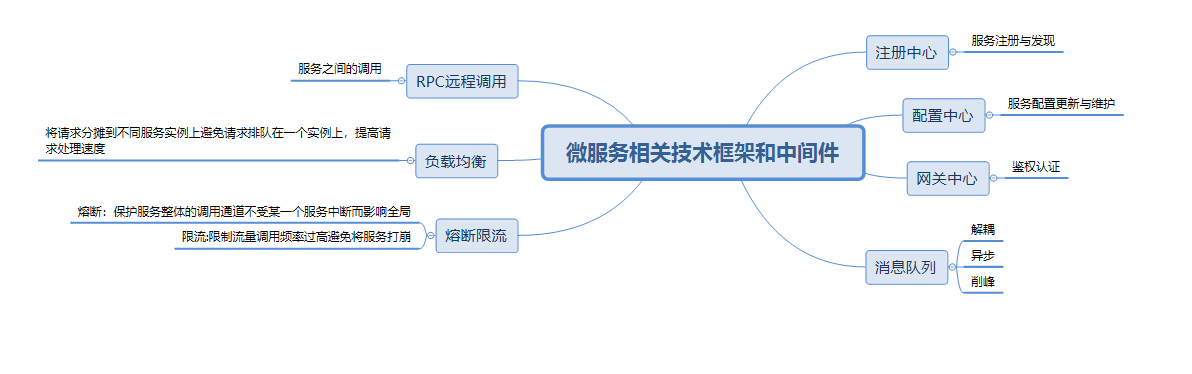 微服务相关技术框架和中间件
注册中心
服务注册与发现
配置中心
服务配置更新与维护
网关中心
鉴权认证
消息队列
解耦
异步
削峰
RPC远程调用
服务之间的调用
负载均衡
将请求分摊到不同服务实例上避免请求排队在一个实例上，提高请
求处理速度
熔断限流
熔断：保护服务整体的调用通道不受某一个服务中断而影响全局
限流:限制流量调用频率过高避免将服务打崩